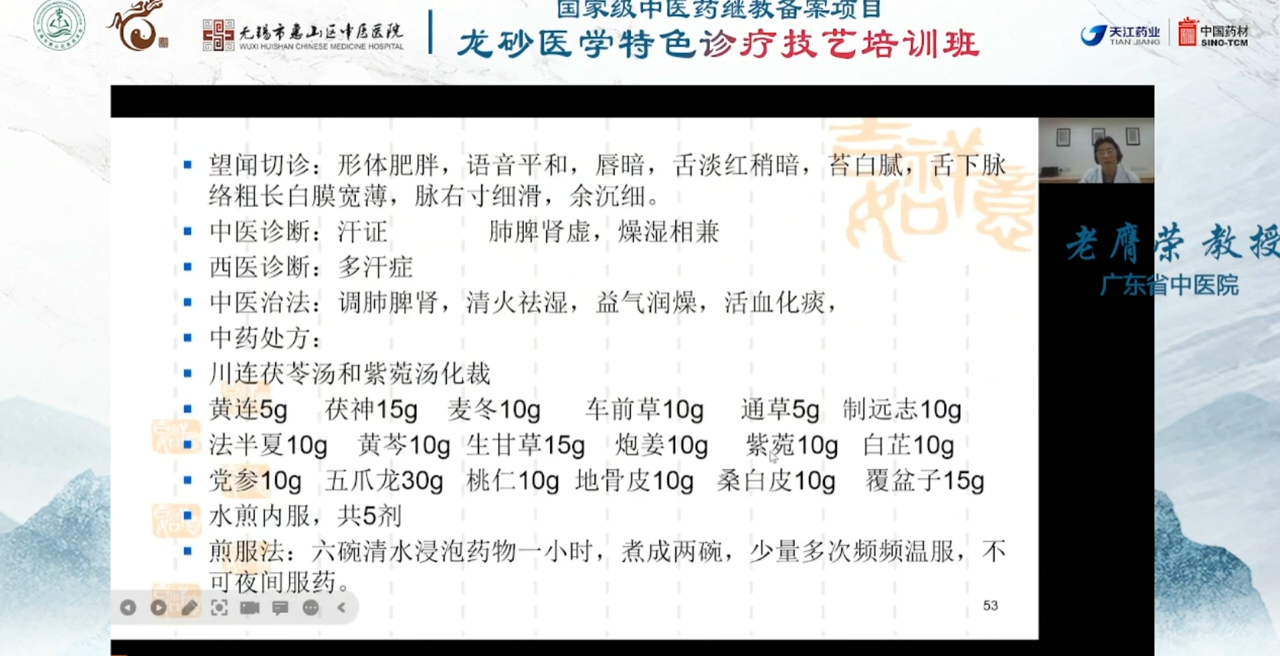 国家级中医药继教备案项目
无锡市惠山区中医医院
WUXI HUISHAN CHINESE MEDICINE HOSPITAL
龙砂医学特色诊疗技艺培训班
天江药业
TIAN JIANG
中国药材
SINO-TCM
望闻切诊：形体肥胖，语音平和，唇暗，舌淡红稍暗，苔白腻，舌下脉
络粗长白膜宽薄，脉右寸细滑，余沉细。
中医诊断：汗证 肺脾肾虚，燥湿相兼
西医诊断：多汗症
中医治法：调肺脾肾，清火祛湿，益气润燥，活血化痰，
中药处方：
川连茯苓汤和紫菀汤化裁
黄连5g 茯神15g 麦冬10g 车前草10g 通草5g 制远志10g
法半夏10g 黄芩10g 生甘草15g 炮姜10g 紫菀10g 白芷10g
党参10g 五爪龙30g 桃仁10g 地骨皮10g 桑白皮10g 覆盆子15g
水煎内服，共5剂
煎服法：六碗清水浸泡药物一小时，煮成两碗，少量多次频频温服，不
可夜间服药。
53
老膺荣 教授
广东省中医院